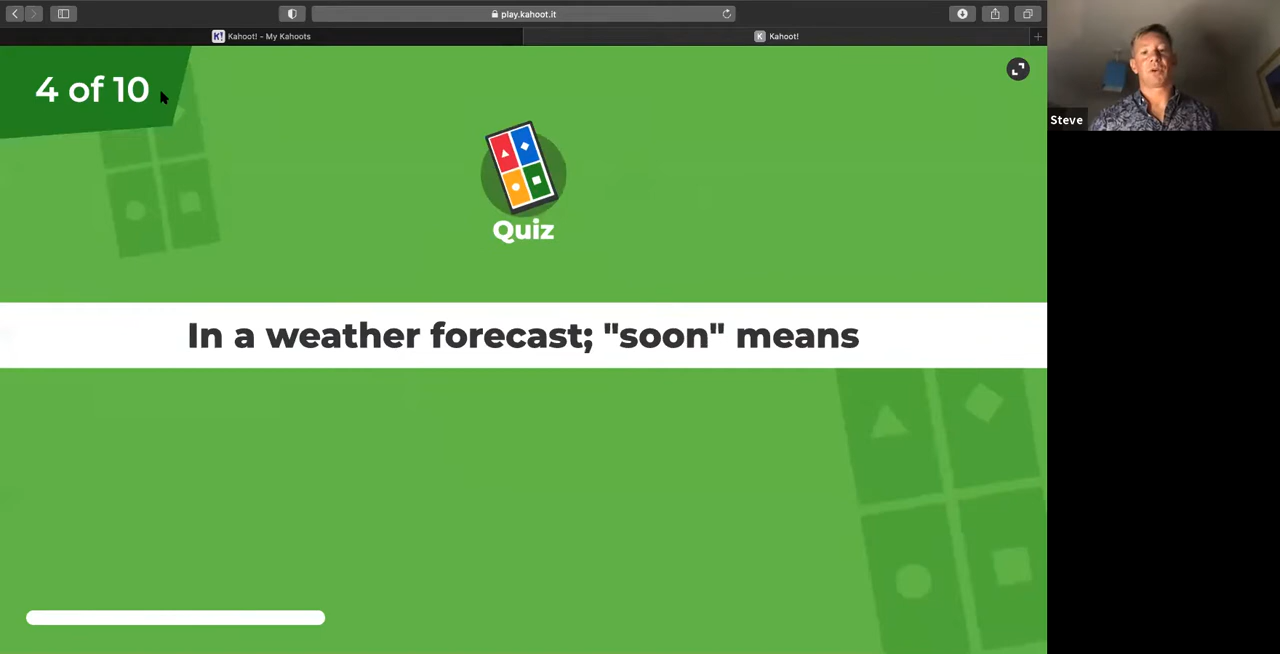 play.kahoot.it
K! Kahoot! - My Kahoots
K Kahoot!
4 of 10
Steve
Quiz
In a weather forecast; "soon" means